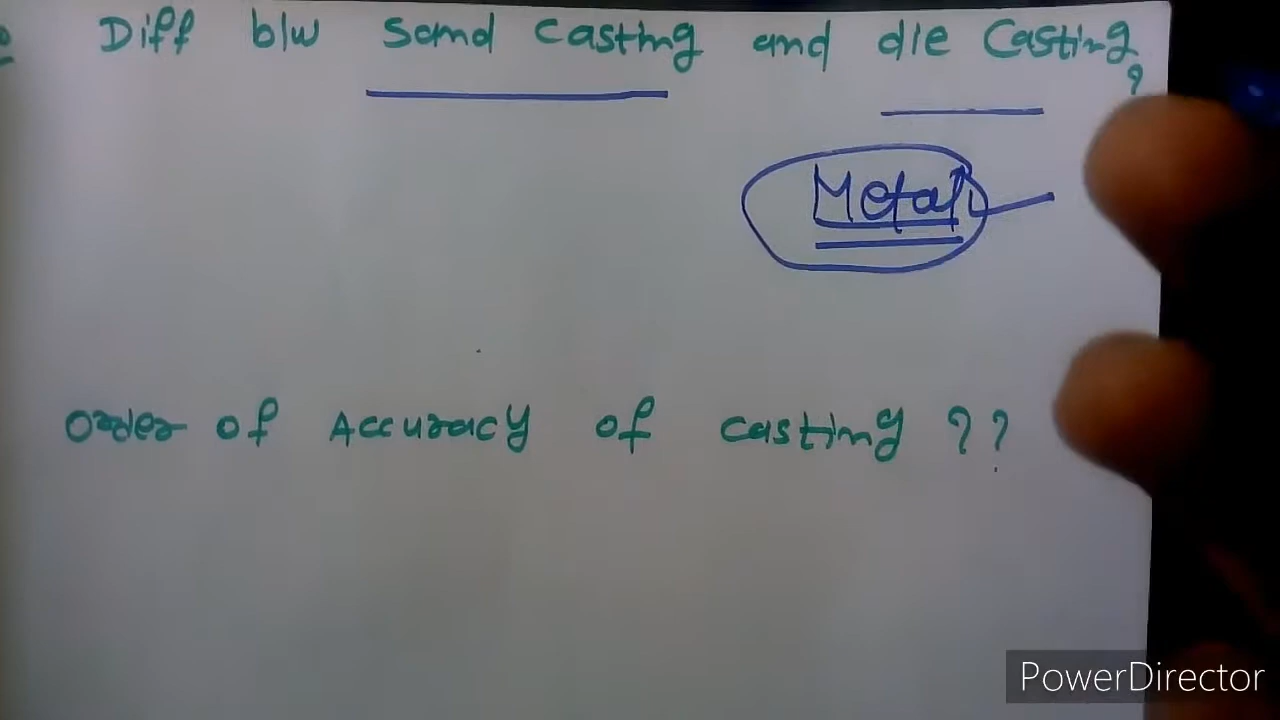 Diff b/w Sand Casting and die Casting?
Metal
Order of Accuracy of casting ??
PowerDirector